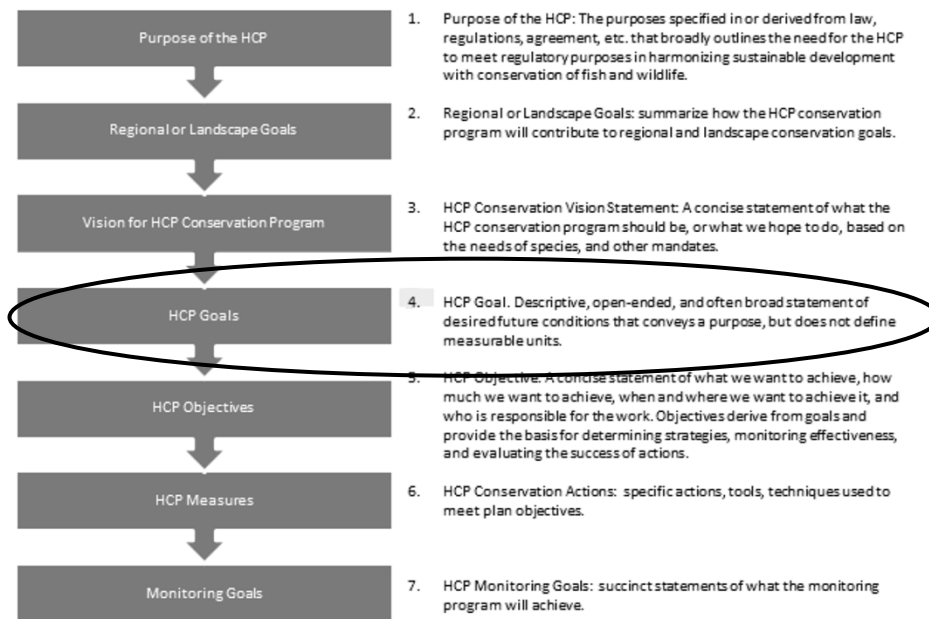 Purpose of the HCP
1. Purpose of the HCP: The purposes specified in or derived from law,
regulations, agreement, etc. that broadly outlines the need for the HCP
to meet regulatory purposes in harmonizing sustainable development
with conservation of fish and wildlife.
Regional or Landscape Goals
2. Regional or Landscape Goals: summarize how the HCP conservation
program will contribute to regional and landscape conservation goals.
Vision for HCP Conservation Program
3. HCP Conservation Vision Statement: A concise statement of what the
HCP conservation program should be, or what we hope to do, based on
the needs of species, and other mandates.
HCP Goals
4. HCP Goal. Descriptive, open-ended, and often broad statement of
desired future conditions that conveys a purpose, but does not define
measurable units.
HCP Objectives
5. HCP Objective: A concise statement of what we want to achieve, how
much we want to achieve, when and where we want to achieve it, and
who is responsible for the work. Objectives derive from goals and
provide the basis for determining strategies, monitoring effectiveness,
and evaluating the success of actions.
HCP Measures
6. HCP Conservation Actions: specific actions, tools, techniques used to
meet plan objectives.
Monitoring Goals
7. HCP Monitoring Goals: succinct statements of what the monitoring
program will achieve.